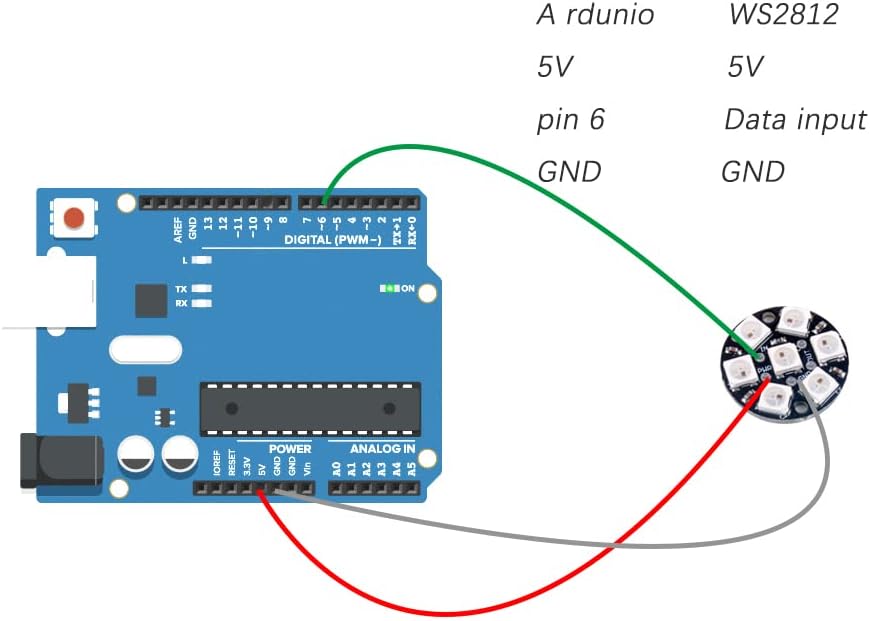 A rdunio WS2812
5V 5V
pin 6 Data input
GND GND
AREF
GND
13
12
~11
~10
~9
8
7
~6
~5
4
~3
2
TX→1
RX←0
DIGITAL (PWM~)
L
TX
RX
ON
POWER
ANALOG IN
IOREF
RESET
3.3V
5V
GND
GND
Vin
A0
A1
A2
A3
A4
A5
IN
OUT